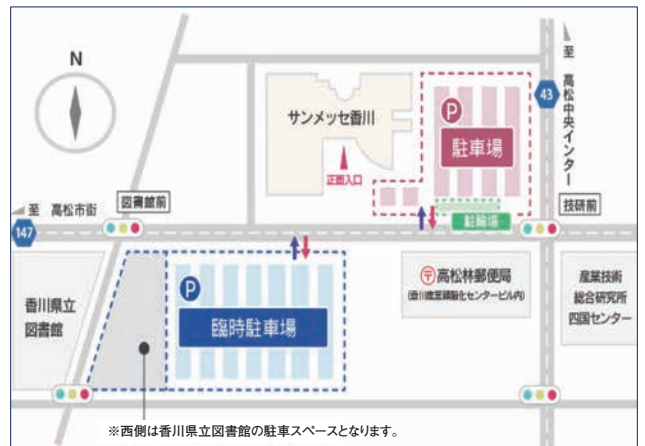 N
至
高松中央インター
43
サンメッセ香川
正面入口
P
駐車場
駐輪場
技研前
至 高松市街
図書館前
147
香川県立
図書館
P
臨時駐車場
〒高松林郵便局
(香川産業頭脳化センタービル内)
産業技術
総合研究所
四国センター
※西側は香川県立図書館の駐車スペースとなります。